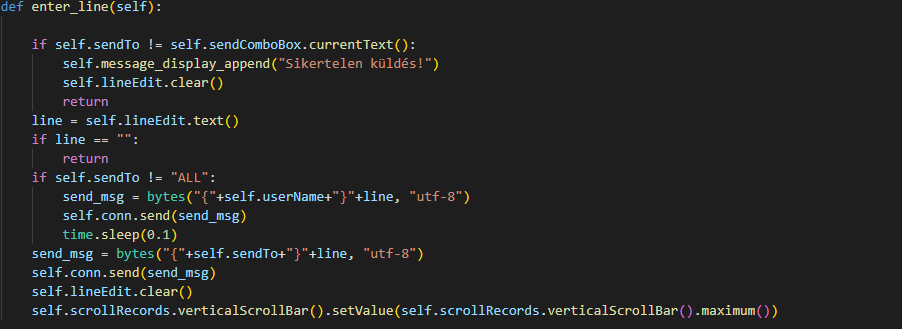 def enter_line(self):
if self.sendTo != self.sendComboBox.currentText():
self.message_display_append("Sikertelen küldés!")
self.lineEdit.clear()
return
line = self.lineEdit.text()
if line == "":
return
if self.sendTo != "ALL":
send_msg = bytes("{"+self.userName+"}"+line, "utf-8")
self.conn.send(send_msg)
time.sleep(0.1)
send_msg = bytes("{"+self.sendTo+"}"+line, "utf-8")
self.conn.send(send_msg)
self.lineEdit.clear()
self.scrollRecords.verticalScrollBar().setValue(self.scrollRecords.verticalScrollBar().maximum())